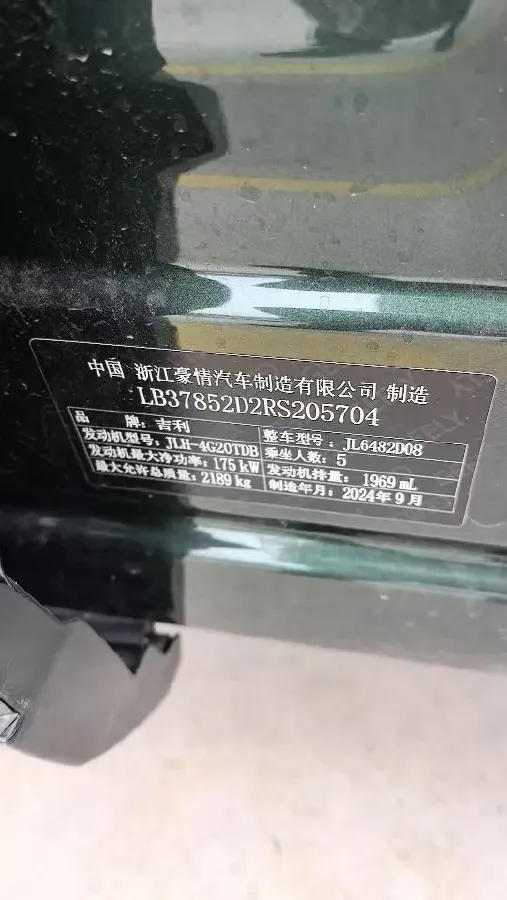 中国 浙江豪情汽车制造有限公司 制造
LB37852D2RS205704
品 牌：吉利
发动机型号：JLH-4G20TDB 整车型号：JL6482D08
发动机最大净功率：175 kW 乘坐人数：5
最大允许总质量：2189 kg 发动机排量：1969 mL
制造年月：2024年9月